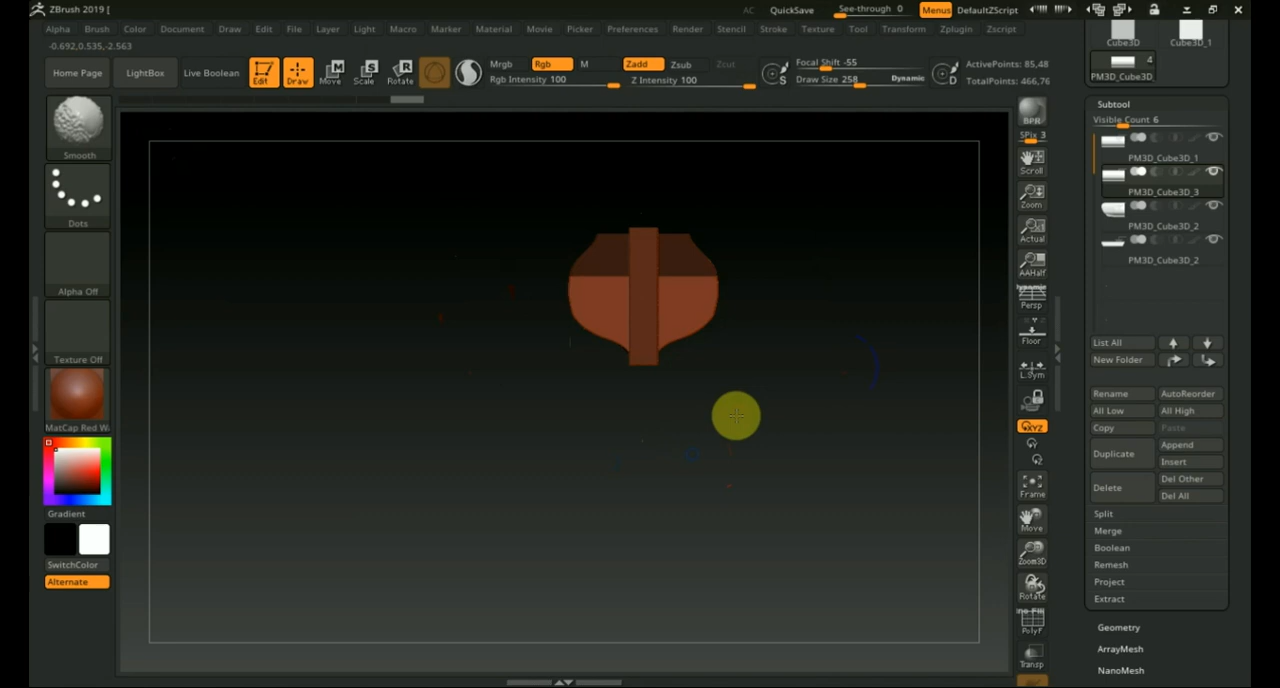 ZBrush 2019 [
AC QuickSave See-through 0 Menus DefaultZScript
Alpha Brush Color Document Draw Edit File Layer Light Macro Marker Material Movie Picker Preferences Render Stencil Stroke Texture Tool Transform Zplugin Zscript
-0.692,0.535,-2.563
Home Page LightBox Live Boolean Edit Draw Move Scale Rotate
Mrgb Rgb M Zadd Zsub Zcut
Rgb Intensity 100 Z Intensity 100
Focal Shift -55
Draw Size 258 Dynamic
ActivePoints: 85,48
TotalPoints: 466,76
S
D
Smooth
Dots
Alpha Off
Texture Off
MatCap Red Wa
Gradient
SwitchColor
Alternate
BPR
SPix 3
Scroll
Zoom
Actual
AAHalf
Persp
Floor
L.Sym
XYZ
Frame
Move
Zoom3D
Rotate
PolyF
Transp
Cube3D Cube3D_1
4
PM3D_Cube3D_
Subtool
Visible Count 6
PM3D_Cube3D_1
PM3D_Cube3D_3
PM3D_Cube3D_2
PM3D_Cube3D_2
List All
New Folder
Rename AutoReorder
All Low All High
Copy Paste
Duplicate Append
Insert
Delete Del Other
Del All
Split
Merge
Boolean
Remesh
Project
Extract
Geometry
ArrayMesh
NanoMesh